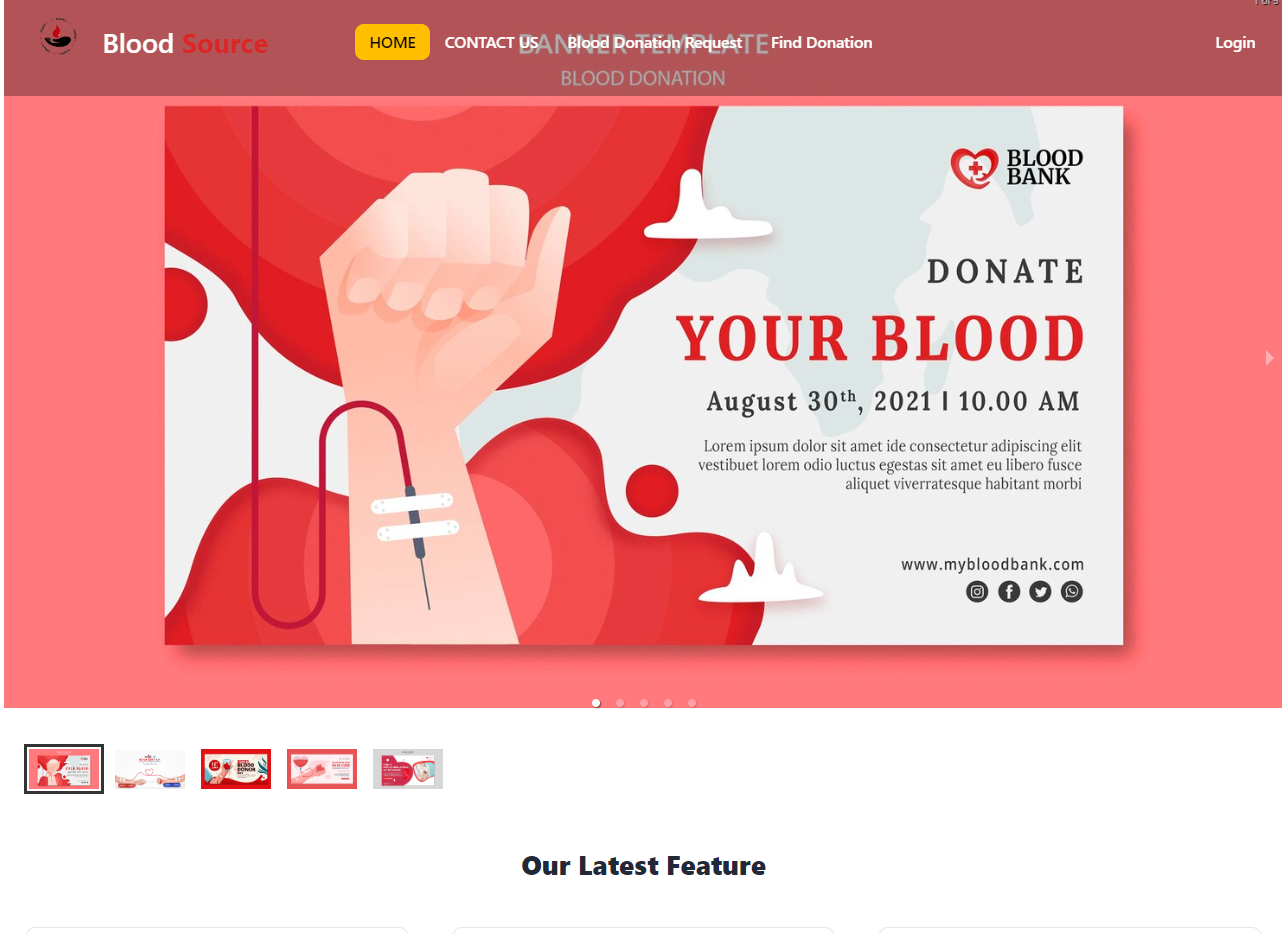 1 of 5
Blood Source
HOME
CONTACT US
Blood Donation Request
Find Donation
Login
BANNER TEMPLATE
BLOOD DONATION
BLOOD
BANK
DONATE
YOUR BLOOD
August 30th, 2021 I 10.00 AM
Lorem ipsum dolor sit amet ide consectetur adipiscing elit
vestibuet lorem odio luctus egestas sit amet eu libero fusce
aliquet viverratesque habitant morbi
www.mybloodbank.com
Our Latest Feature